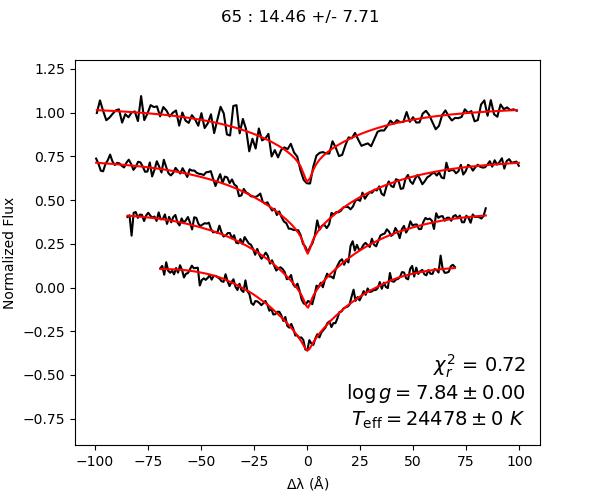 65 : 14.46 +/- 7.71
1.25
1.00
0.75
0.50
0.25
0.00
−0.25
−0.50
−0.75
Normalized Flux
χ²ᵣ = 0.72
log g = 7.84 ± 0.00
T_eff = 24478 ± 0 K
−100 −75 −50 −25 0 25 50 75 100
Δλ (Å)